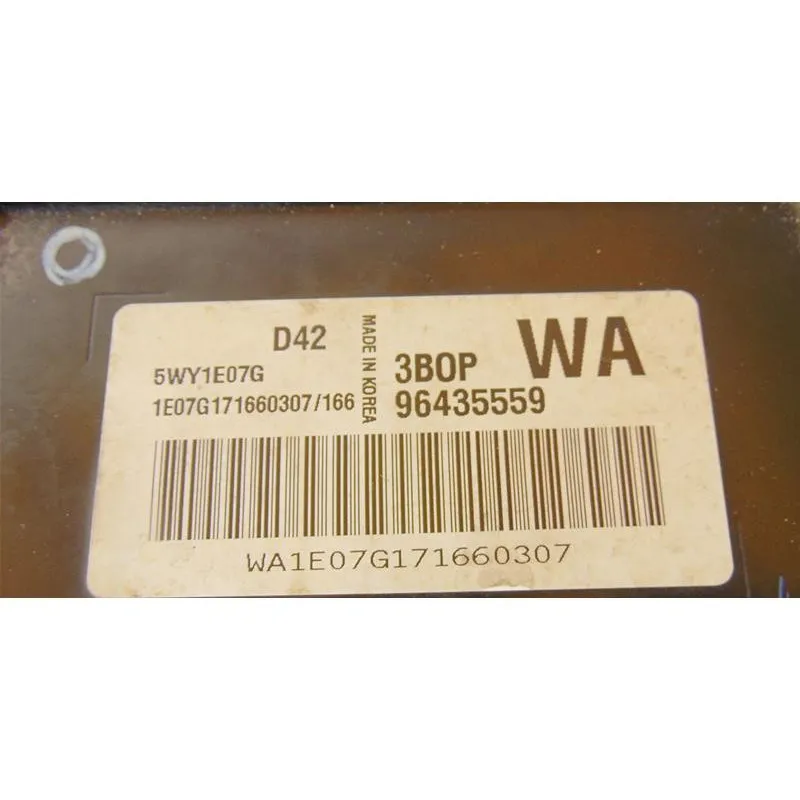 D42
5WY1E07G
1E07G171660307/166
MADE IN KOREA
3BOP
WA
96435559
WA1E07G171660307